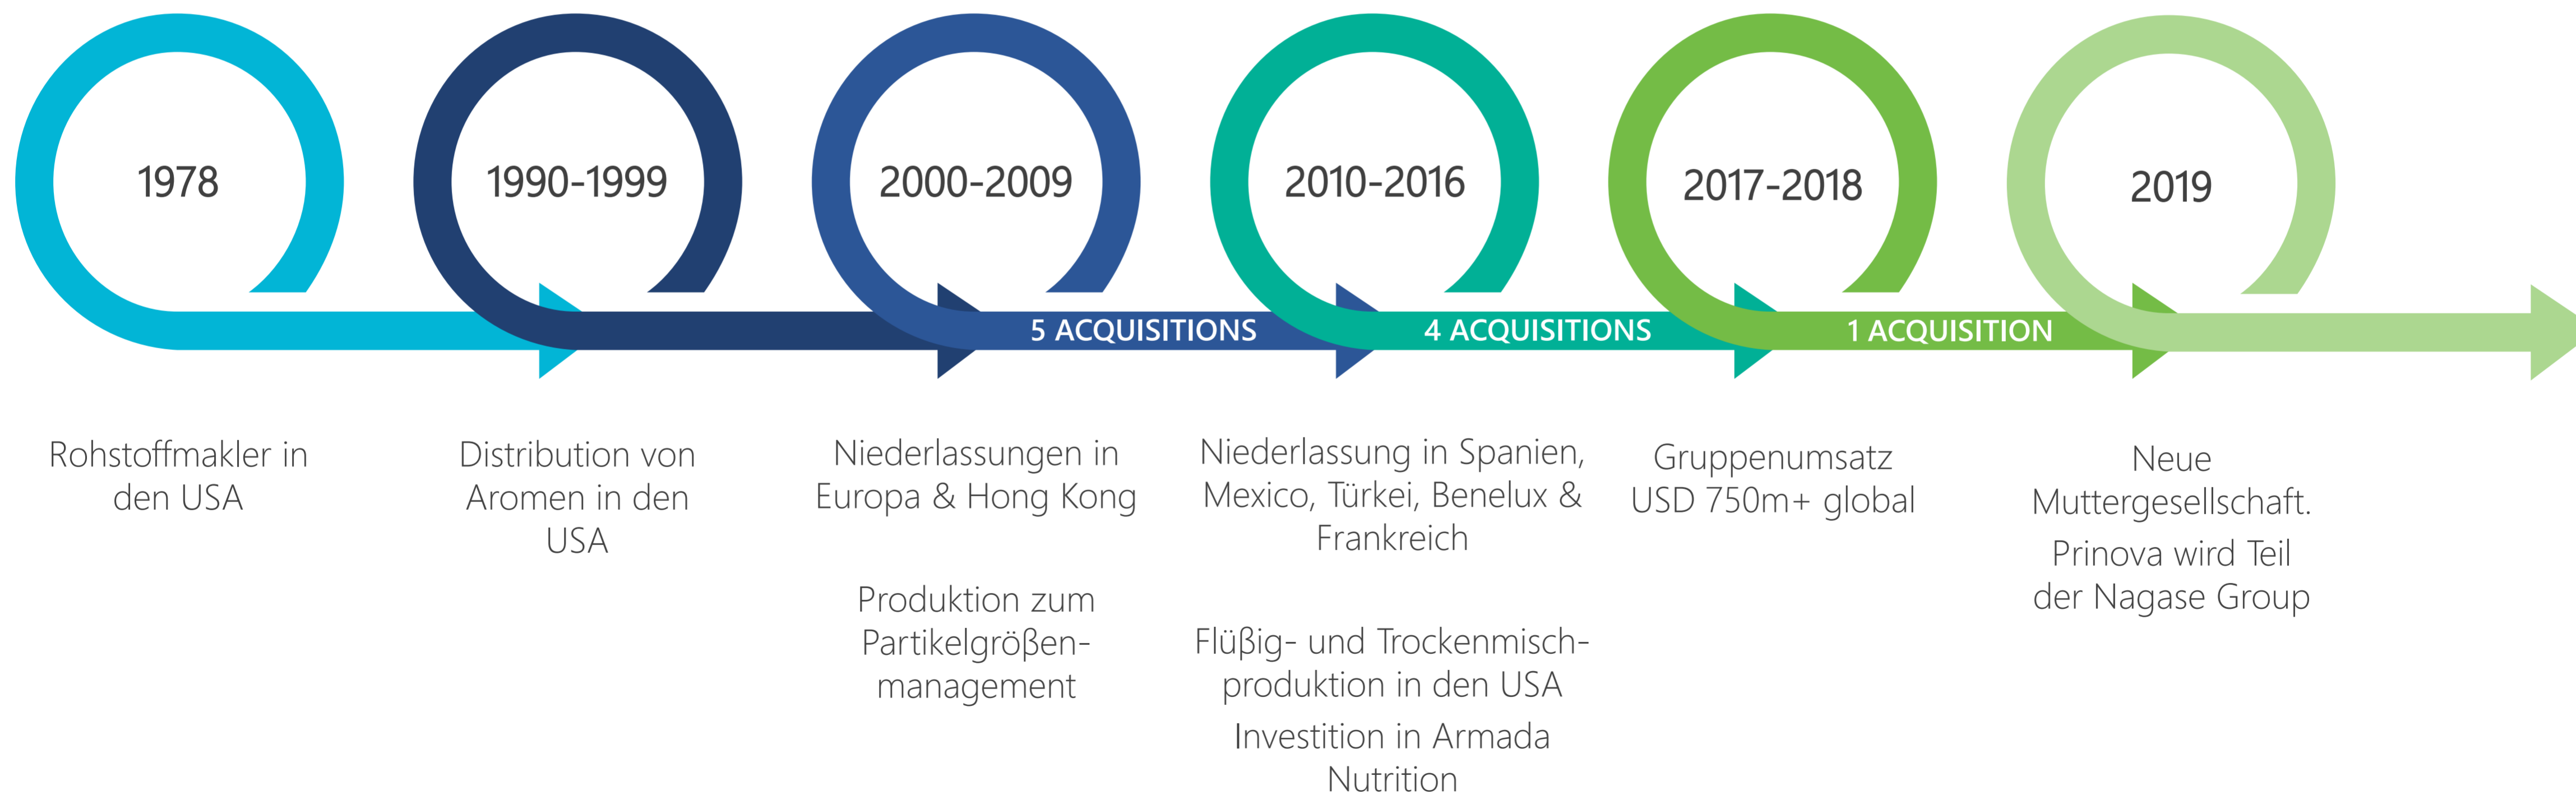 1978
1990-1999
2000-2009
2010-2016
2017-2018
2019
5 ACQUISITIONS
4 ACQUISITIONS
1 ACQUISITION
Rohstoffmakler in
den USA
Distribution von
Aromen in den
USA
Niederlassungen in
Europa & Hong Kong
Produktion zum
Partikelgrößen-
management
Niederlassung in Spanien,
Mexico, Türkei, Benelux &
Frankreich
Flüßig- und Trockenmisch-
produktion in den USA
Investition in Armada
Nutrition
Gruppenumsatz
USD 750m+ global
Neue
Muttergesellschaft.
Prinova wird Teil
der Nagase Group